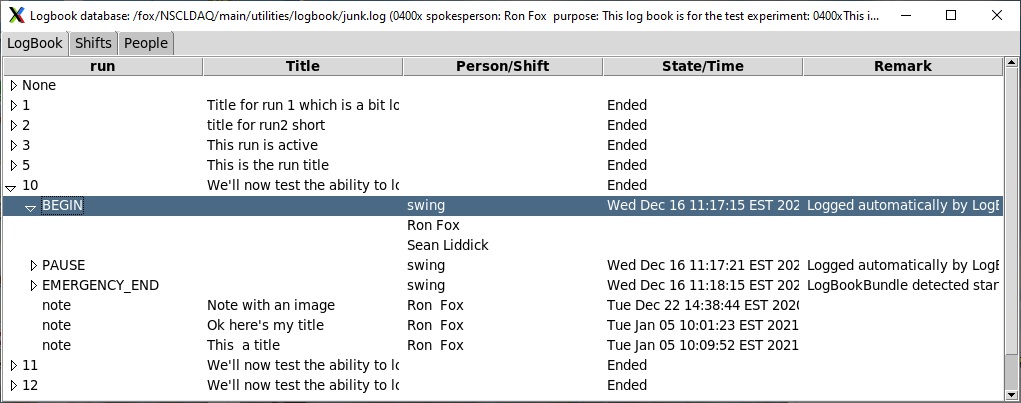 Logbook database: /fox/NSCLDAQ/main/utilities/logbook/junk.log (0400x spokesperson: Ron Fox purpose: This log book is for the test experiment: 0400xThis i...
LogBook Shifts People
run Title Person/Shift State/Time Remark
None
1 Title for run 1 which is a bit lo Ended
2 title for run2 short Ended
3 This run is active Ended
5 This is the run title Ended
10 We'll now test the ability to lo Ended
BEGIN swing Wed Dec 16 11:17:15 EST 202 Logged automatically by LogB
Ron Fox
Sean Liddick
PAUSE swing Wed Dec 16 11:17:21 EST 202 Logged automatically by LogB
EMERGENCY_END swing Wed Dec 16 11:18:15 EST 202 LogBookBundle detected star
note Note with an image Ron Fox Tue Dec 22 14:38:44 EST 2020
note Ok here's my title Ron Fox Tue Jan 05 10:01:23 EST 2021
note This a title Ron Fox Tue Jan 05 10:09:52 EST 2021
11 We'll now test the ability to lo Ended
12 We'll now test the ability to lo Ended